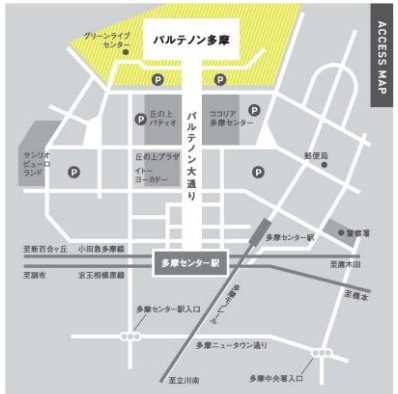 ACCESS MAP
グリーンライブ
センター
パルテノン多摩
P
P
P
丘の上
パティオ
ココリア
多摩センター
P
パルテノン大通り
サンリオ
ピューロ
ランド
P
丘の上プラザ
イトー
ヨーカドー
P
郵便局
多摩センター駅
警察署
至新百合ヶ丘 小田急多摩線
多摩センター駅
至唐木田
至調布 京王相模原線
至橋本
多摩モノレール
多摩センター駅入口
多摩ニュータウン通り
至立川南
多摩中央署入口